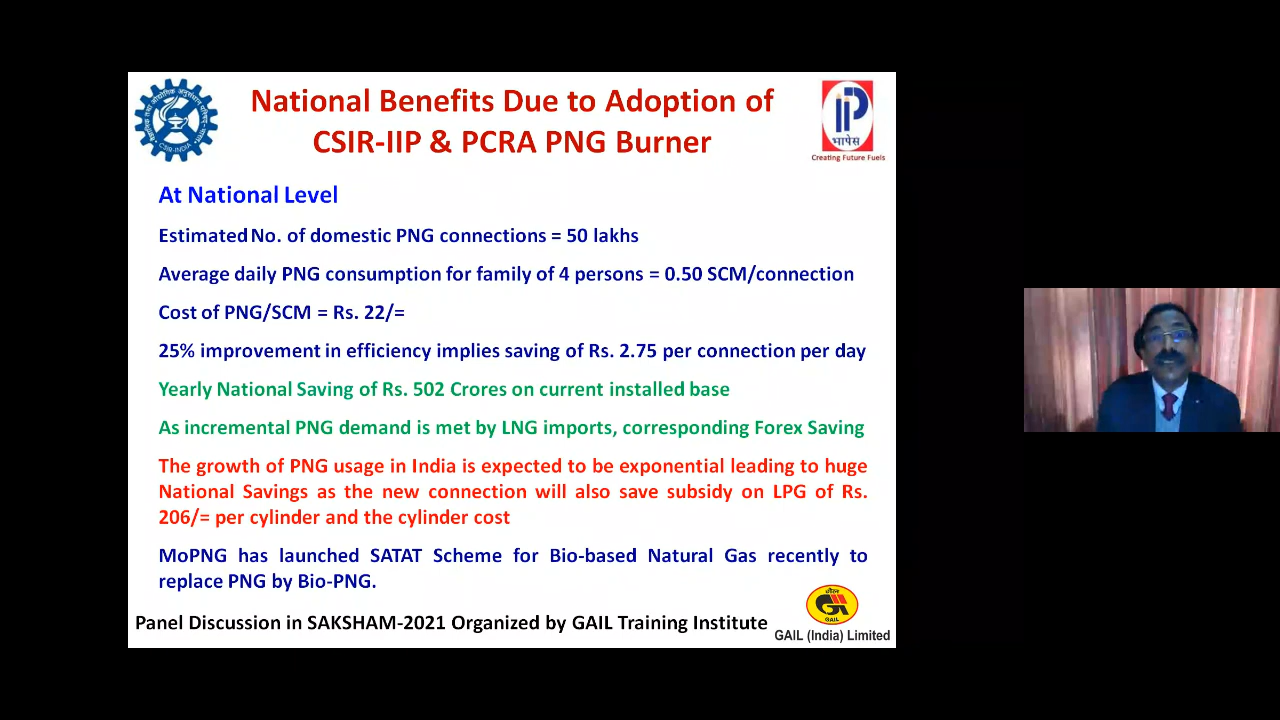 National Benefits Due to Adoption of
CSIR-IIP & PCRA PNG Burner
CSIR-INDIA
IIP
भापेसं
Creating Future Fuels
At National Level
Estimated No. of domestic PNG connections = 50 lakhs
Average daily PNG consumption for family of 4 persons = 0.50 SCM/connection
Cost of PNG/SCM = Rs. 22/=
25% improvement in efficiency implies saving of Rs. 2.75 per connection per day
Yearly National Saving of Rs. 502 Crores on current installed base
As incremental PNG demand is met by LNG imports, corresponding Forex Saving
The growth of PNG usage in India is expected to be exponential leading to huge
National Savings as the new connection will also save subsidy on LPG of Rs.
206/= per cylinder and the cylinder cost
MoPNG has launched SATAT Scheme for Bio-based Natural Gas recently to
replace PNG by Bio-PNG.
Panel Discussion in SAKSHAM-2021 Organized by GAIL Training Institute
गेल
GAIL
GAIL (India) Limited